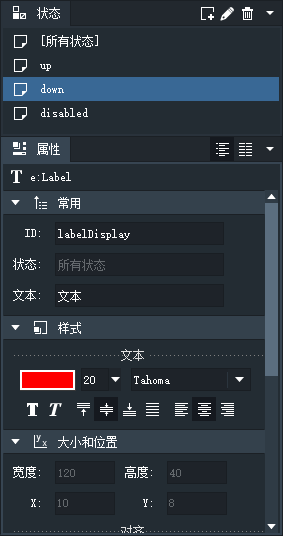 状态
[所有状态]
up
down
disabled
属性
T e:Label
常用
ID: labelDisplay
状态: 所有状态
文本: 文本
样式
文本
20 Tahoma
T T
大小和位置
宽度: 120 高度: 40
X: 10 Y: 8
对齐